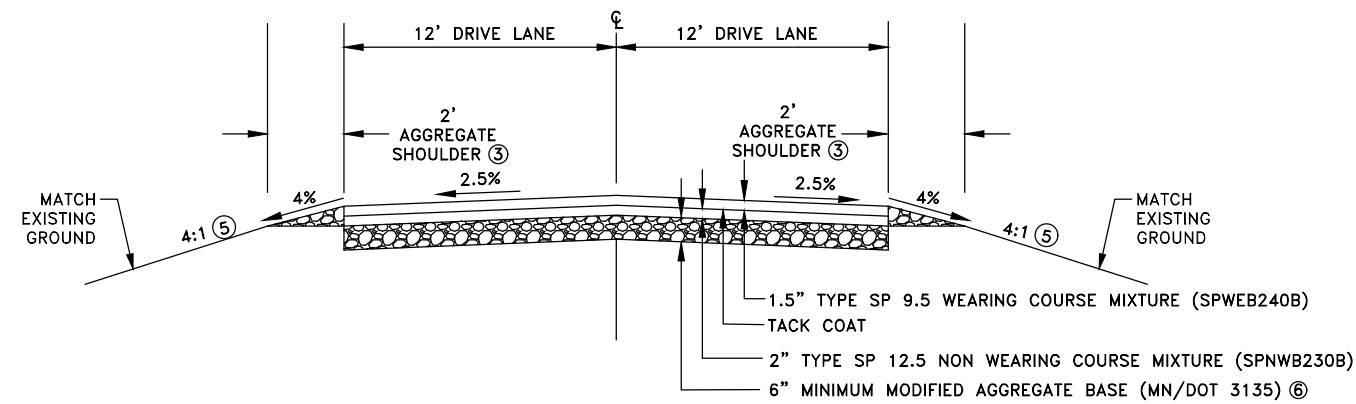 ℄
12' DRIVE LANE
12' DRIVE LANE
2'
AGGREGATE
SHOULDER ③
2'
AGGREGATE
SHOULDER ③
MATCH
EXISTING
GROUND
4:1 ⑤
4%
2.5%
2.5%
4%
4:1 ⑤
MATCH
EXISTING
GROUND
1.5" TYPE SP 9.5 WEARING COURSE MIXTURE (SPWEB240B)
TACK COAT
2" TYPE SP 12.5 NON WEARING COURSE MIXTURE (SPNWB230B)
6" MINIMUM MODIFIED AGGREGATE BASE (MN/DOT 3135) ⑥